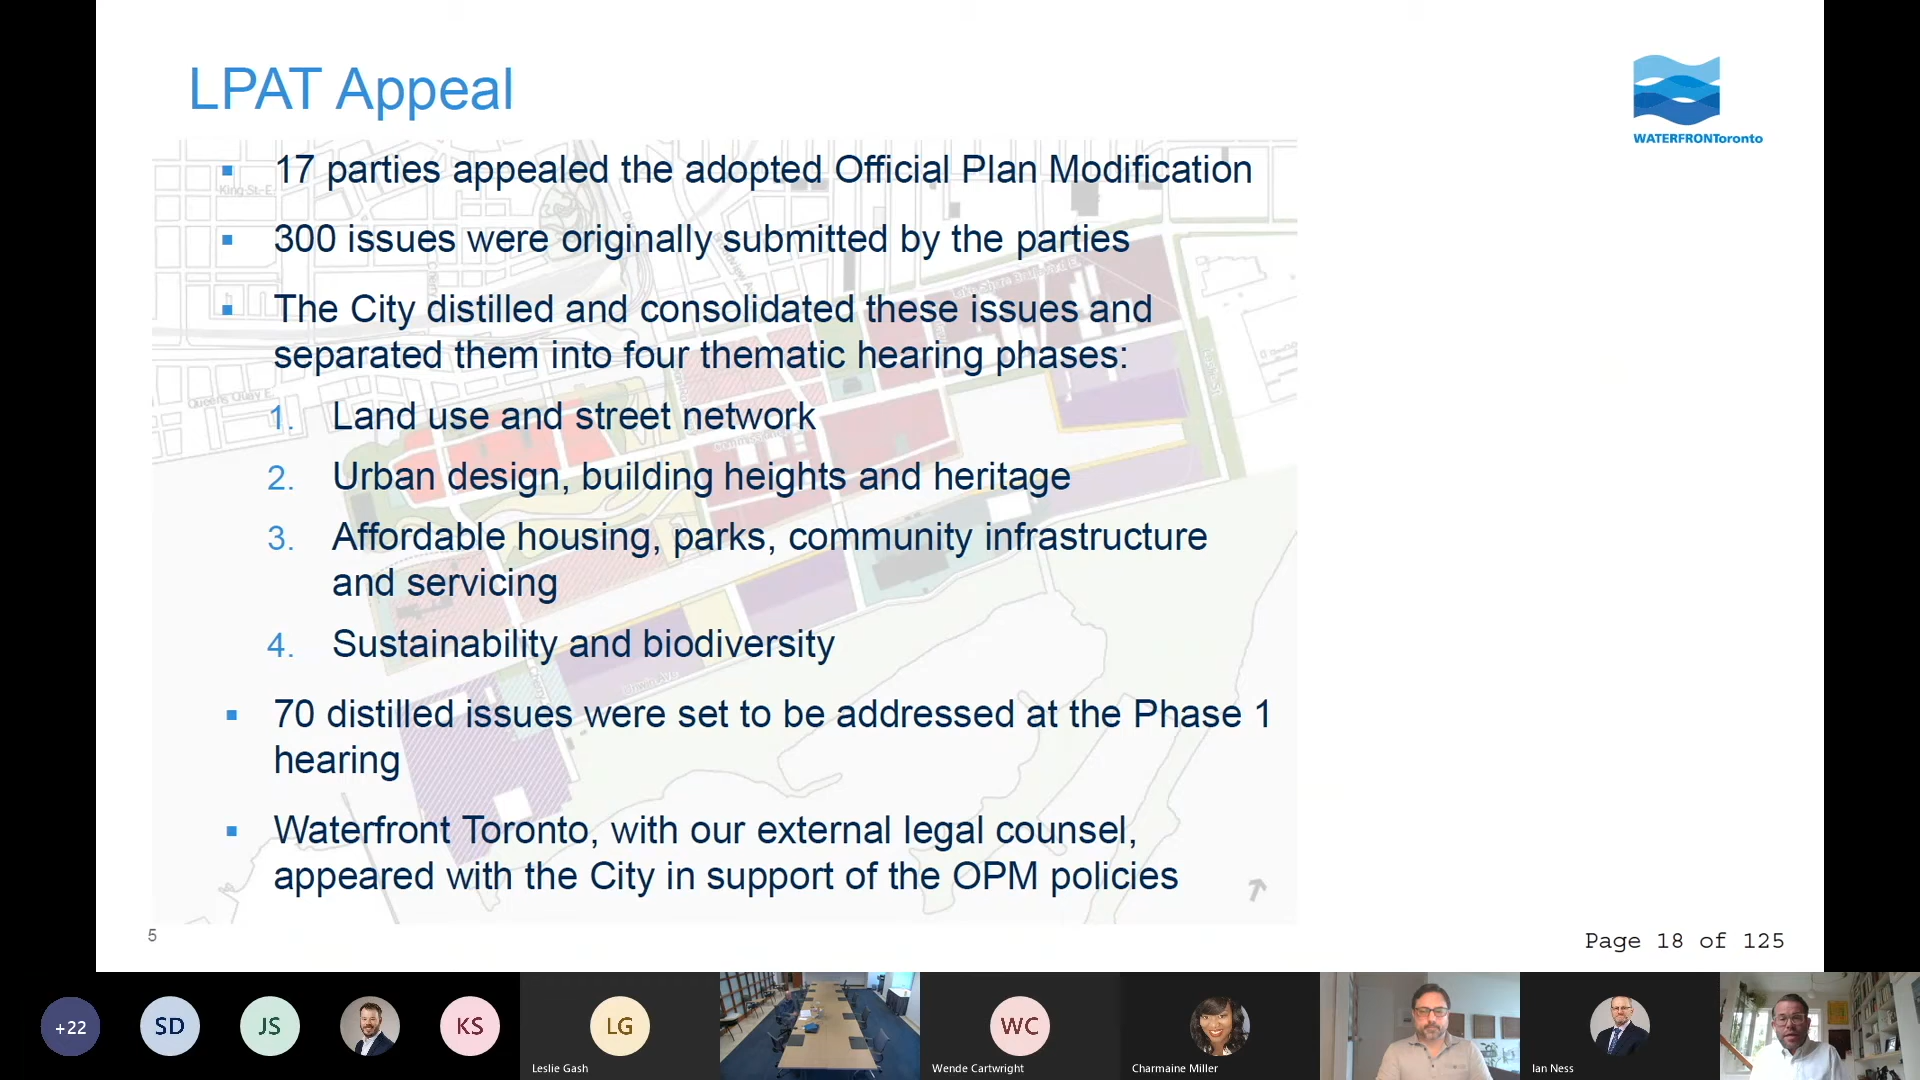 LPAT Appeal
WATERFRONToronto
17 parties appealed the adopted Official Plan Modification
King St. E.
300 issues were originally submitted by the parties
The City distilled and consolidated these issues and
separated them into four thematic hearing phases:
Queens Quay E.
1. Land use and street network
2. Urban design, building heights and heritage
3. Affordable housing, parks, community infrastructure
and servicing
4. Sustainability and biodiversity
70 distilled issues were set to be addressed at the Phase 1
hearing
Waterfront Toronto, with our external legal counsel,
appeared with the City in support of the OPM policies
5
Page 18 of 125
+22
SD
JS
KS
LG
WC
Leslie Gash
Wende Cartwright
Charmaine Miller
Ian Ness